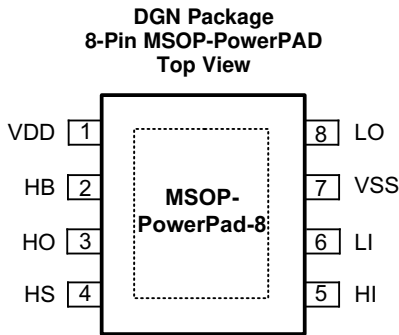 DGN Package
8-Pin MSOP-PowerPAD
Top View
VDD 1 8 LO
HB 2 7 VSS
MSOP-
PowerPad-8
HO 3 6 LI
HS 4 5 HI